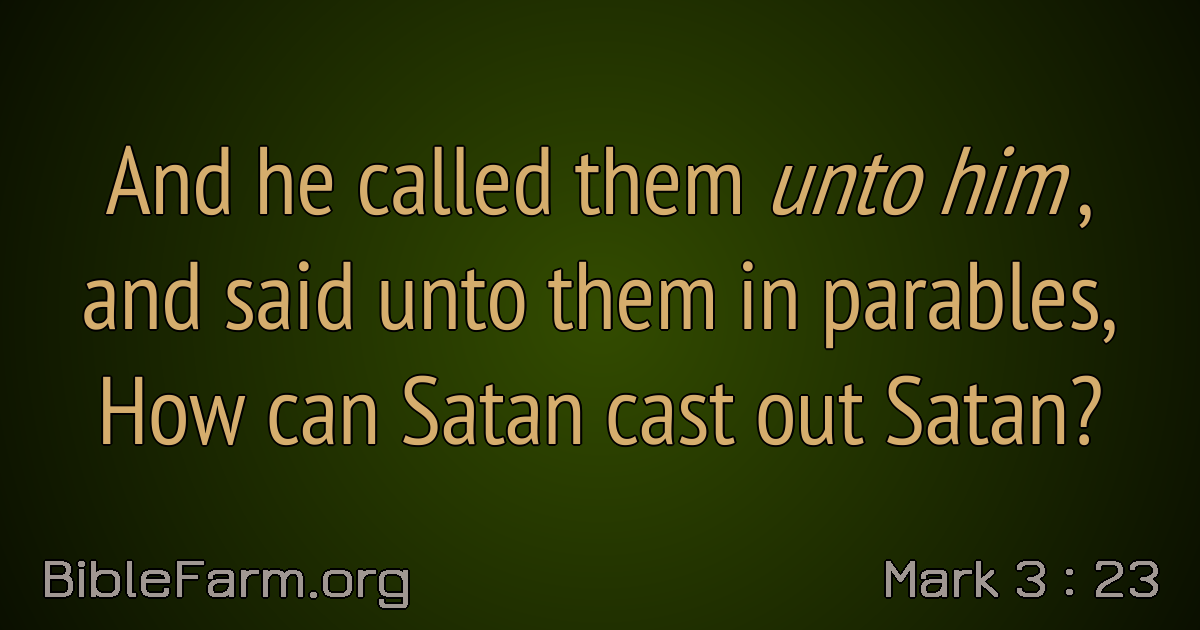 And he called them unto him,
and said unto them in parables,
How can Satan cast out Satan?
BibleFarm.org
Mark 3 : 23